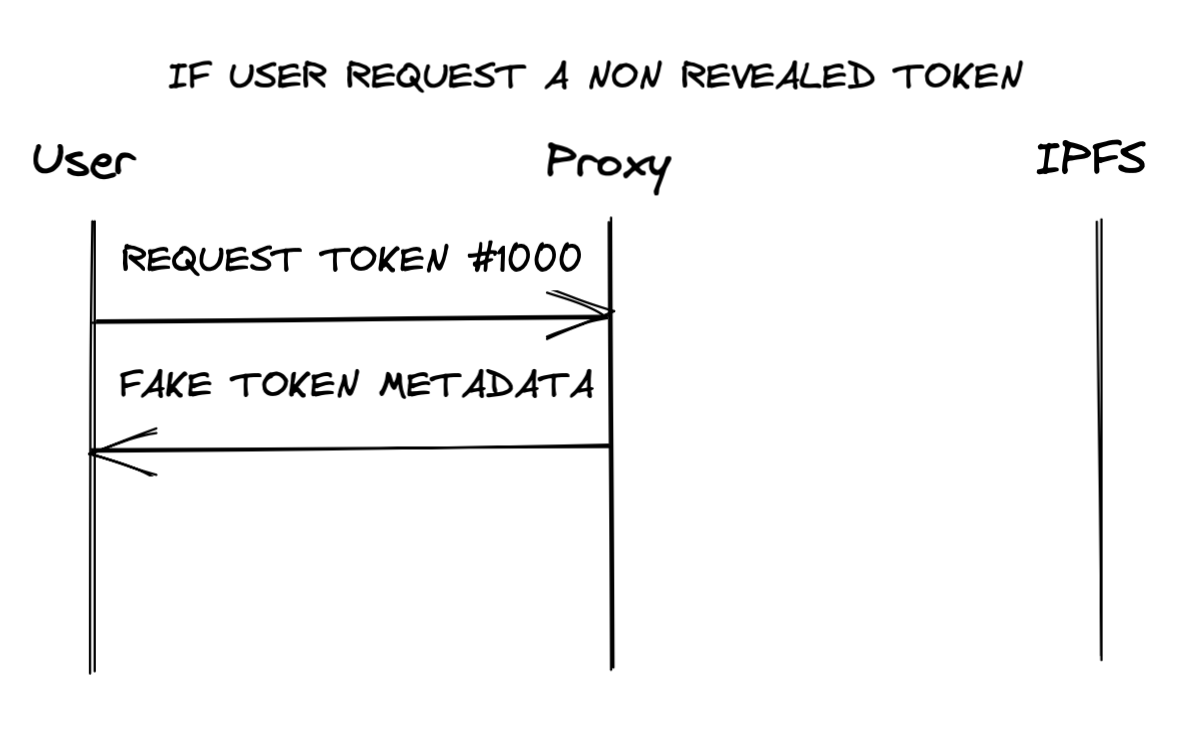 IF USER REQUEST A NON REVEALED TOKEN
User Proxy IPFS
REQUEST TOKEN #1000
FAKE TOKEN METADATA